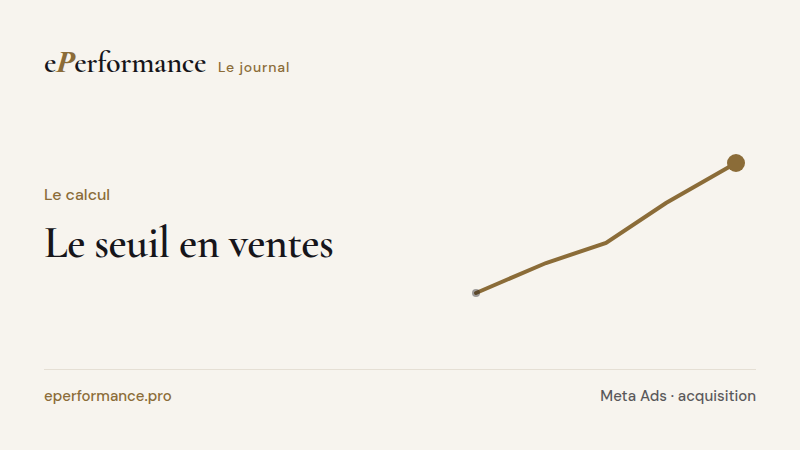 ePerformance Le journal
Le calcul
Le seuil en ventes
eperformance.pro
Meta Ads · acquisition